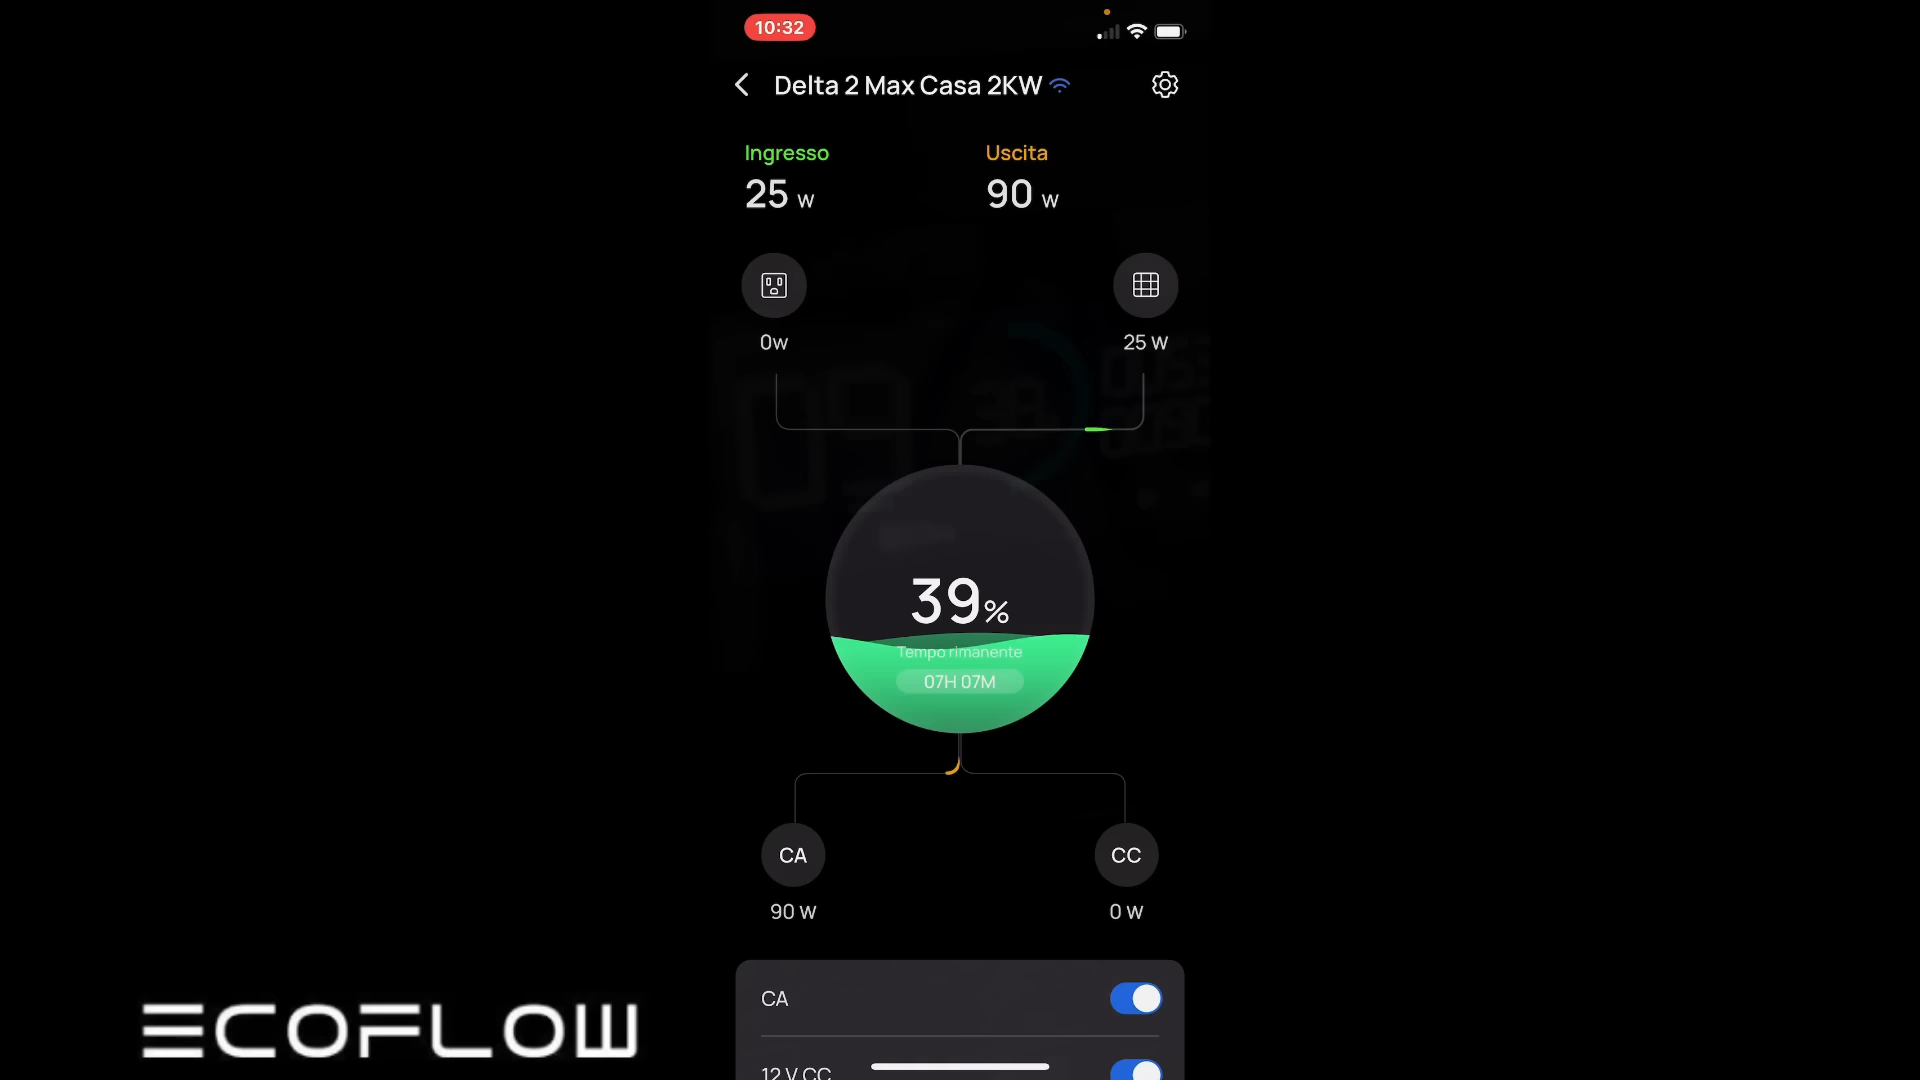 10:32
Delta 2 Max Casa 2KW
Ingresso
Uscita
25 W
90 W
0w
25 W
39%
Tempo rimanente
07H 07M
CA
CC
90 W
0 W
CA
12 V CC
ECOFLOW